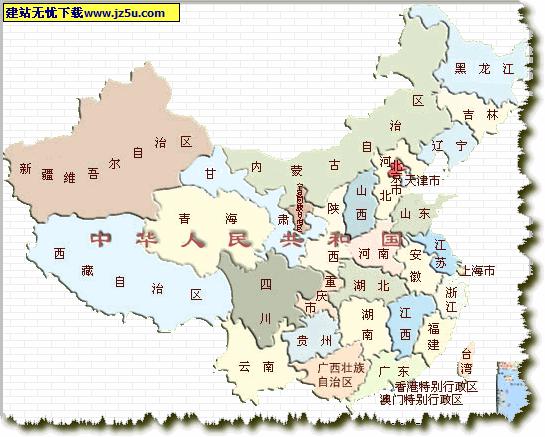 建站无忧下载www.jz5u.com
黑龙江
吉林
辽宁
内蒙古自治区
新疆维吾尔自治区
甘肃
河北
北京市
天津市
山西
陕西
山东
青海
中华人民共和国
河南
江苏
安徽
上海市
西藏自治区
四川
重庆市
湖北
浙江
湖南
江西
福建
贵州
云南
广西壮族
自治区
广东
台湾
香港特别行政区
澳门特别行政区